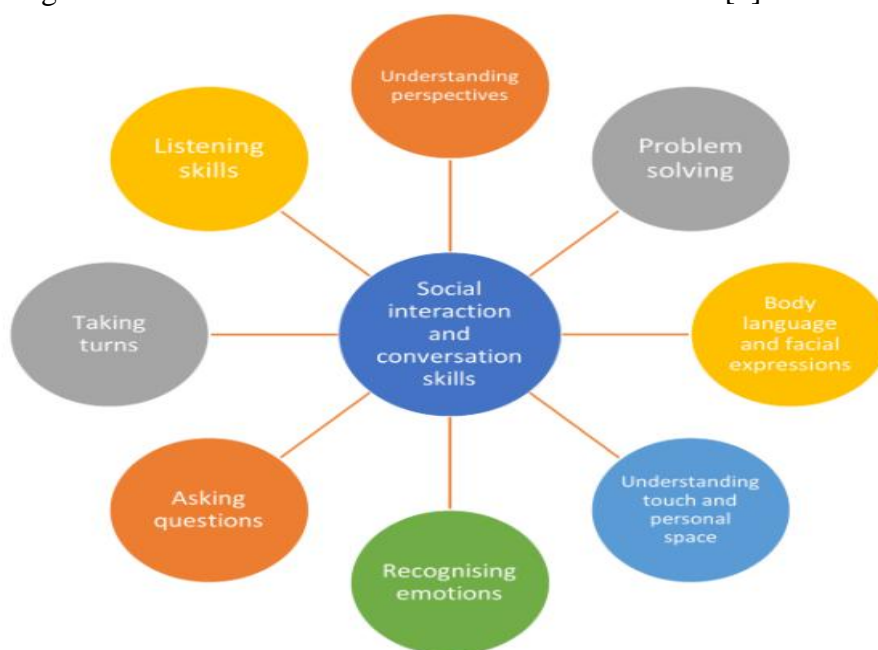 Understanding
perspectives
Problem
solving
Body
language
and facial
expressions
Understanding
touch and
personal
space
Recognising
emotions
Asking
questions
Taking
turns
Listening
skills
Social
interaction
and
conversation
skills